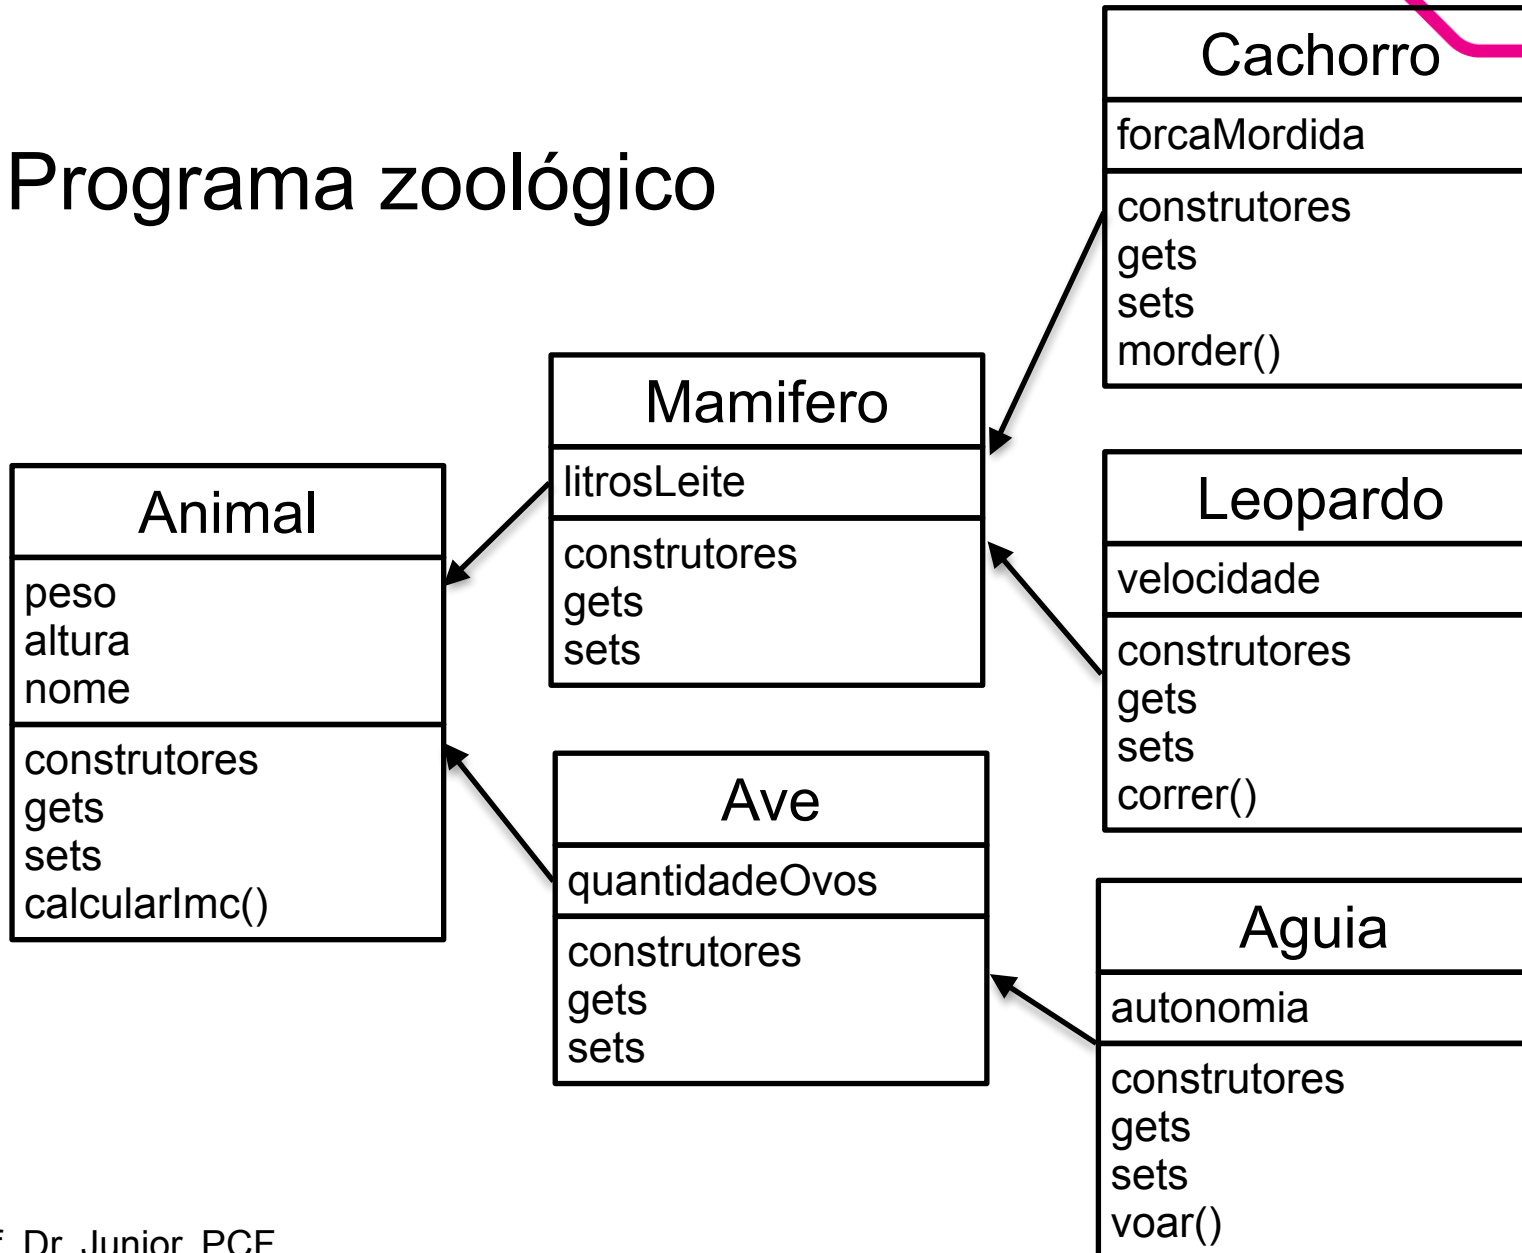 Programa zoológico
Animal
peso
altura
nome
construtores
gets
sets
calcularImc()
Mamifero
litrosLeite
construtores
gets
sets
Ave
quantidadeOvos
construtores
gets
sets
Cachorro
forcaMordida
construtores
gets
sets
morder()
Leopardo
velocidade
construtores
gets
sets
correr()
Aguia
autonomia
construtores
gets
sets
voar()
Dr. Junior, PCF